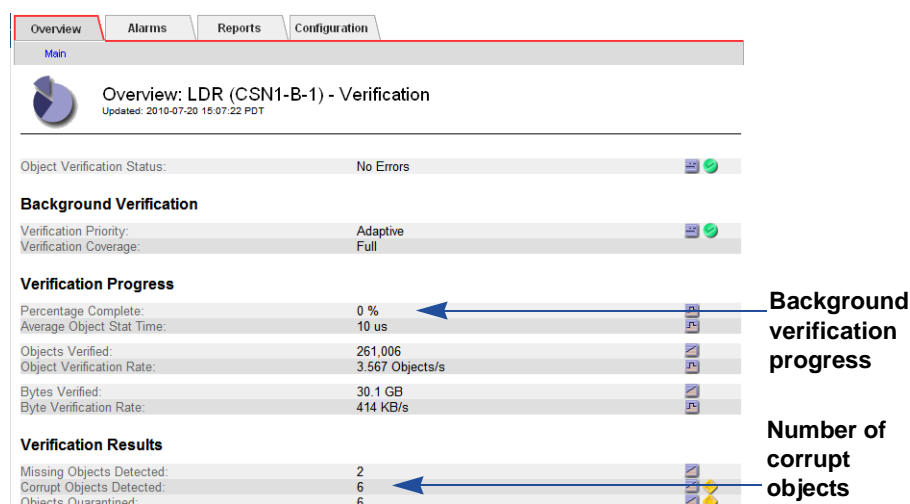 Overview Alarms Reports Configuration
Main
Overview: LDR (CSN1-B-1) - Verification
Updated: 2010-07-20 15:07:22 PDT
Object Verification Status: No Errors
Background Verification
Verification Priority: Adaptive
Verification Coverage: Full
Verification Progress
Percentage Complete: 0 %
Average Object Stat Time: 10 us
Objects Verified: 261,006
Object Verification Rate: 3.567 Objects/s
Bytes Verified: 30.1 GB
Byte Verification Rate: 414 KB/s
Background
verification
progress
Verification Results
Missing Objects Detected: 2
Corrupt Objects Detected: 6
Objects Quarantined: 6
Number of
corrupt
objects